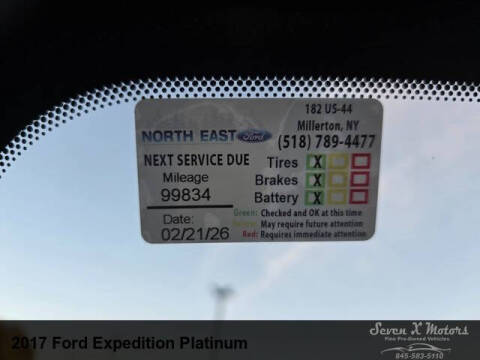 182 US-44
Millerton, NY
NORTH EAST Ford
(518) 789-4477
NEXT SERVICE DUE
Mileage
99834
Date:
02/21/26
Tires X
Brakes X
Battery X
Green: Checked and OK at this time
Yellow: May require future attention
Red: Requires immediate attention
2017 Ford Expedition Platinum
Seven X Motors
Fine Pre-Owned Vehicles
845-583-5110